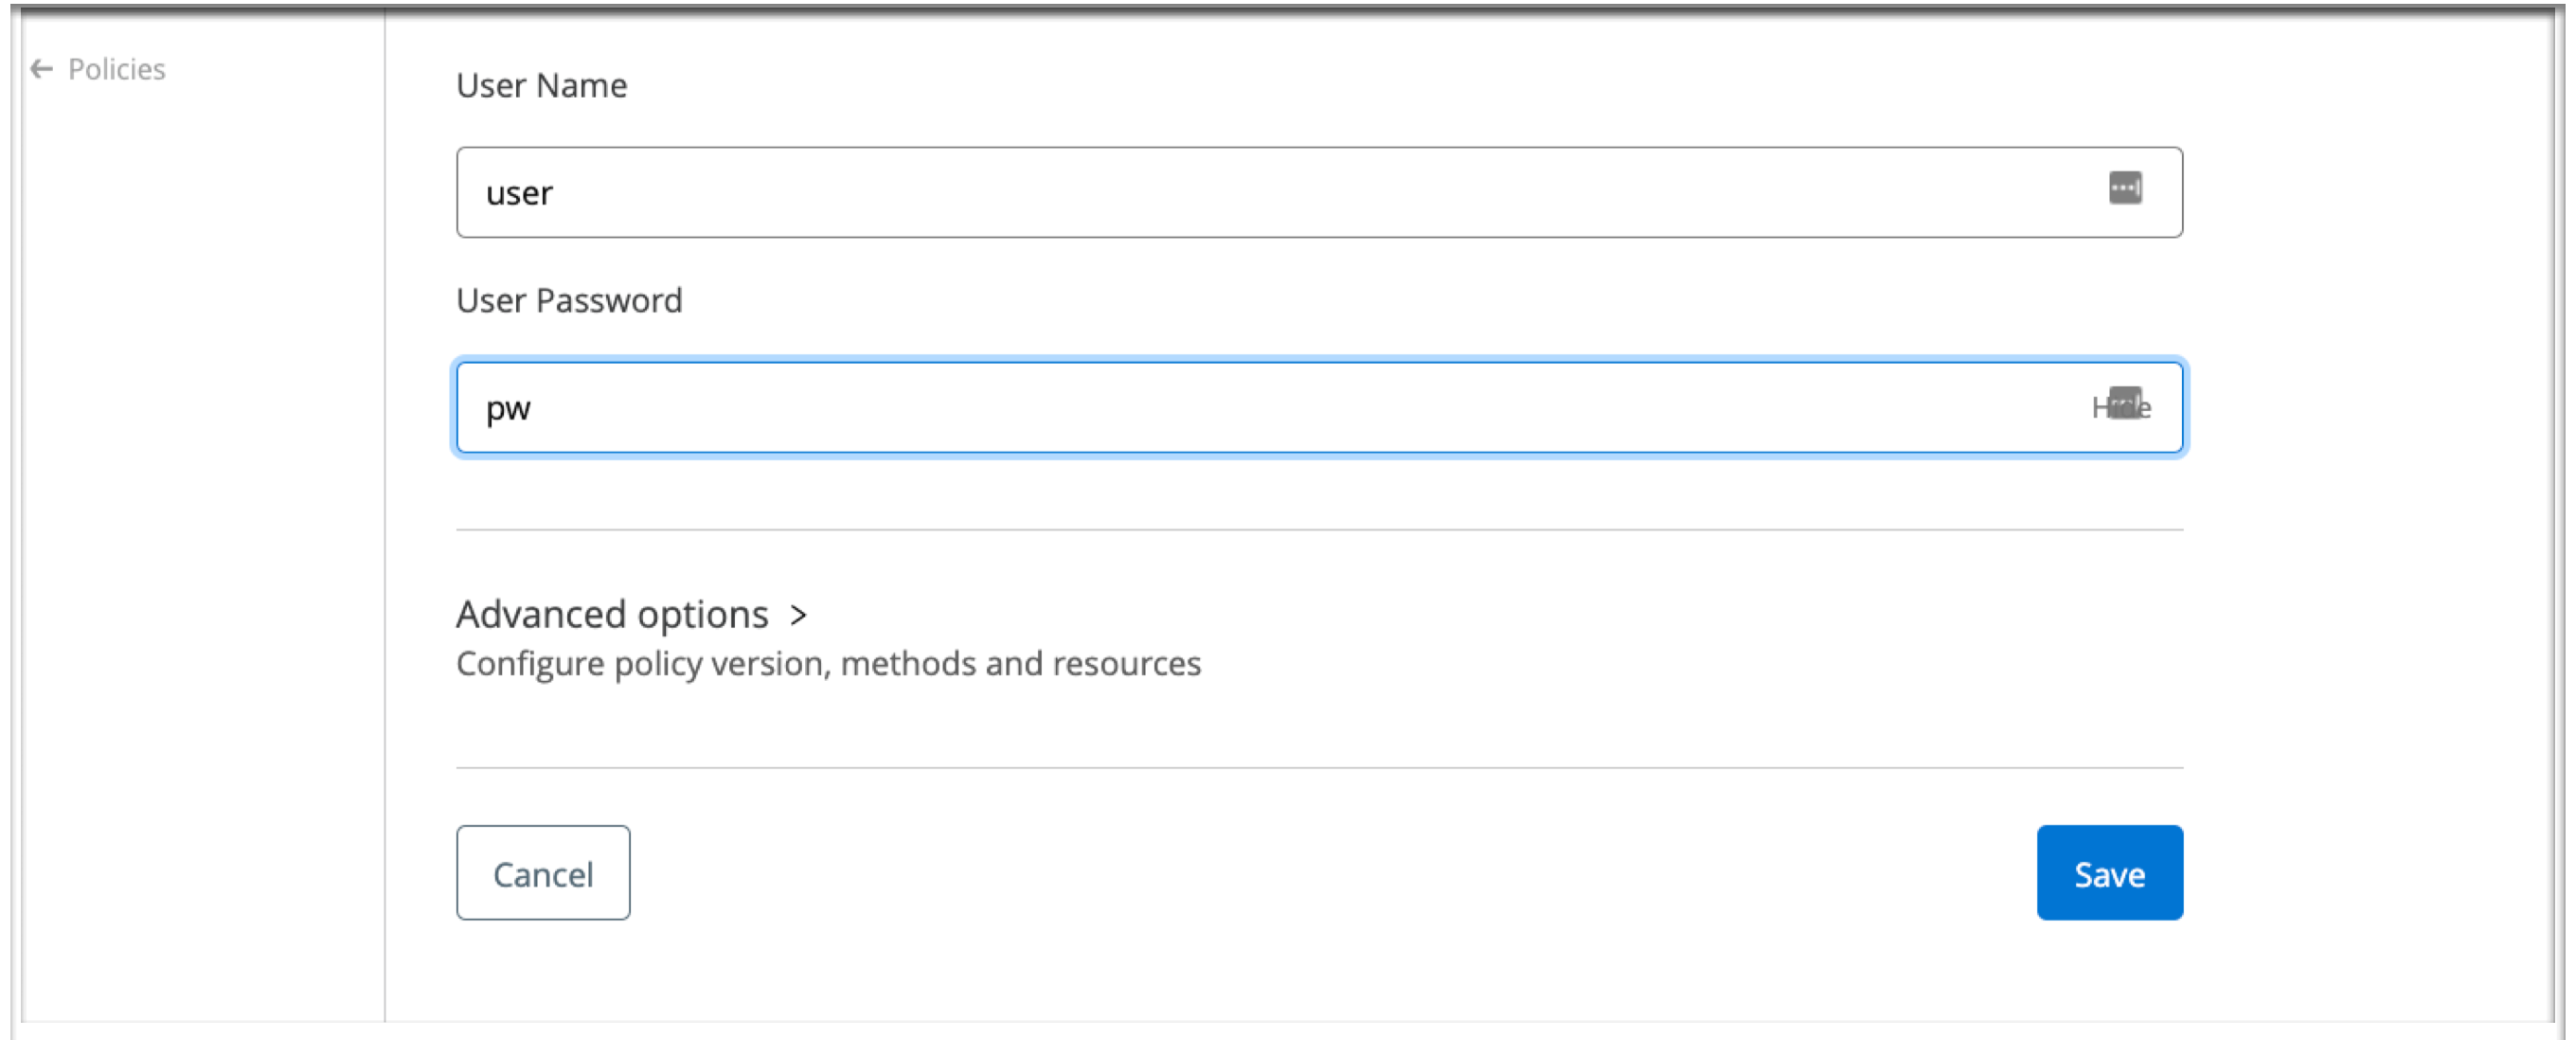 ← Policies
User Name
user
User Password
pw
Hide
Advanced options >
Configure policy version, methods and resources
Cancel
Save